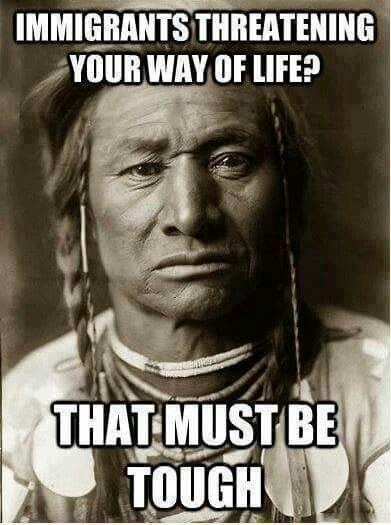 IMMIGRANTS THREATENING
YOUR WAY OF LIFE?
THAT MUST BE
TOUGH